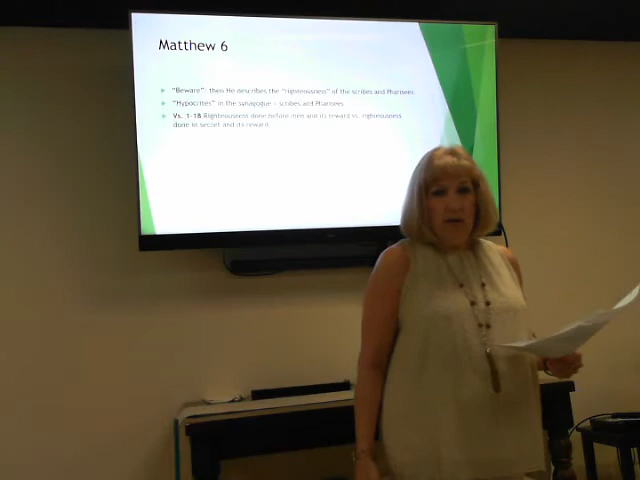 Matthew 6
"Beware": then He describes the "righteousness" of the scribes and Pharisees
"Hypocrites" in the synagogue – scribes and Pharisees
Vs. 1-18 Righteousness done before men and its reward vs. righteousness
done in secret and its reward